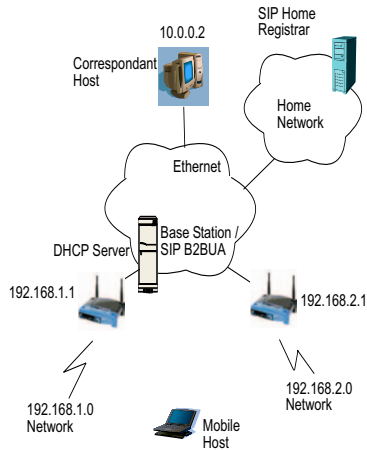 SIP Home
Registrar
10.0.0.2
Correspondant
Host
Home
Network
Ethernet
Base Station /
SIP B2BUA
DHCP Server
192.168.1.1
192.168.2.1
192.168.1.0
Network
192.168.2.0
Network
Mobile
Host